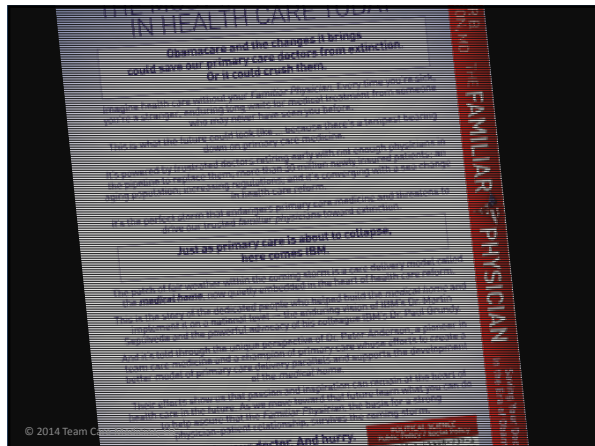 IN HEALTH CARE TODAY
Obamacare and the changes it brings
could save our primary care doctors from extinction.
Or it could crush them.
Imagine health care without your Familiar Physician. Every time you're sick,
you're a stranger, enduring long waits for medical treatment from someone
who may never have seen you before.
This is what the future could look like ... because there's a tempest bearing
down on primary care medicine.
It's powered by frustrated doctors retiring early with not enough physicians in
the pipeline to replace them, more than 30 million newly insured patients, an
aging population, increasing regulations, and it's converging with a sea change
in health care reform.
It's the perfect storm that endangers primary care medicine and threatens to
drive our trusted familiar physicians toward extinction.
Just as primary care is about to collapse,
here comes IBM.
One patch of fair weather within the coming storm is a care delivery model called
the medical home, now quietly embedded in the heart of health care reform.
This is the story of the dedicated people who helped build the medical home and
implement it on a national level — the enduring vision of IBM's Dr. Martin
Sepulveda and the powerful advocacy of his colleague IBM's Dr. Paul Grundy.
And it's told through the unique perspective of Dr. Peter Anderson, a pioneer in
team care medicine and a champion of primary care whose efforts to create a
better model of primary care delivery parallels and supports the development
of the medical home.
Their efforts show us that passion and inspiration can remain at the heart of
health care in the future. As we move toward that future, learn what you can do
to help assure that the Familiar Physician, the basis for a strong
physician-patient relationship, survives the coming storm.
doctor. And hurry.
THE FAMILIAR PHYSICIAN
POLITICAL SCIENCE
© 2014 Team C